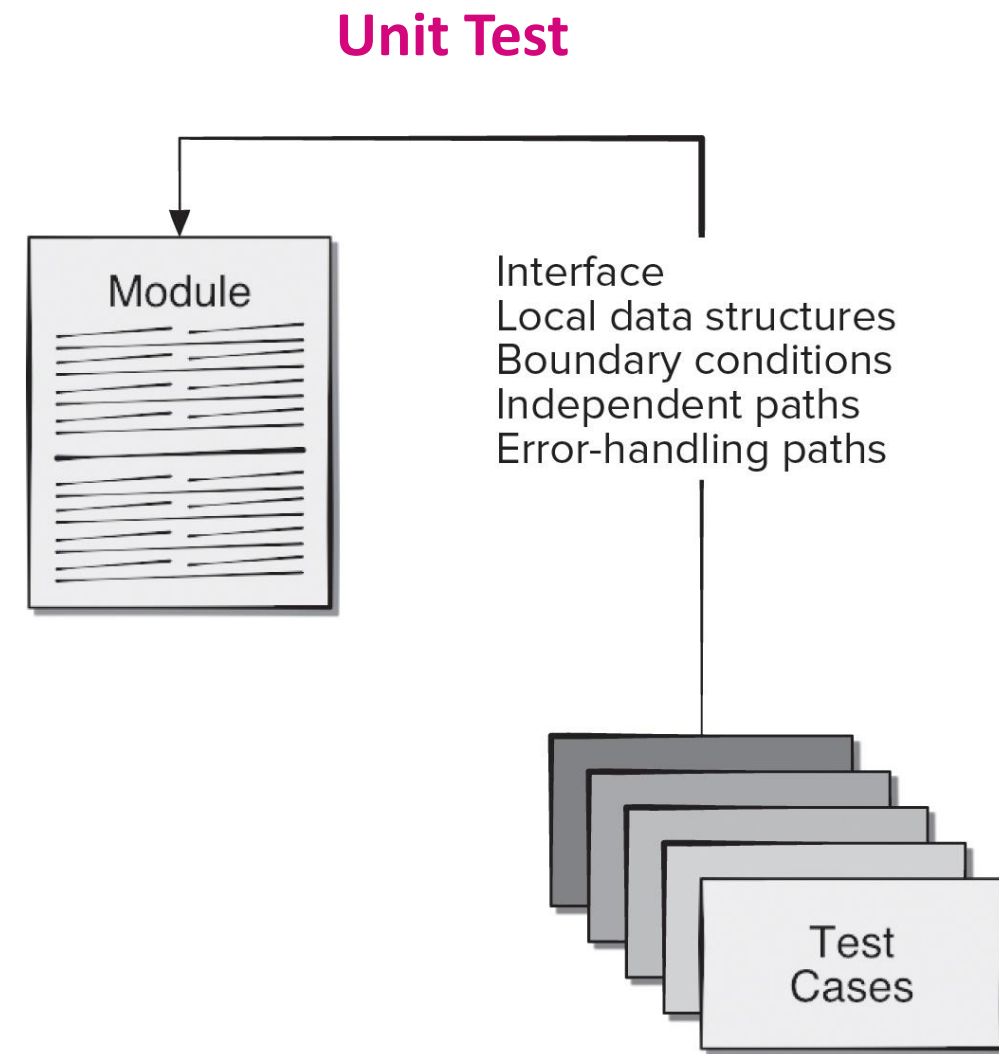 Unit Test
Module
Interface
Local data structures
Boundary conditions
Independent paths
Error-handling paths
Test
Cases